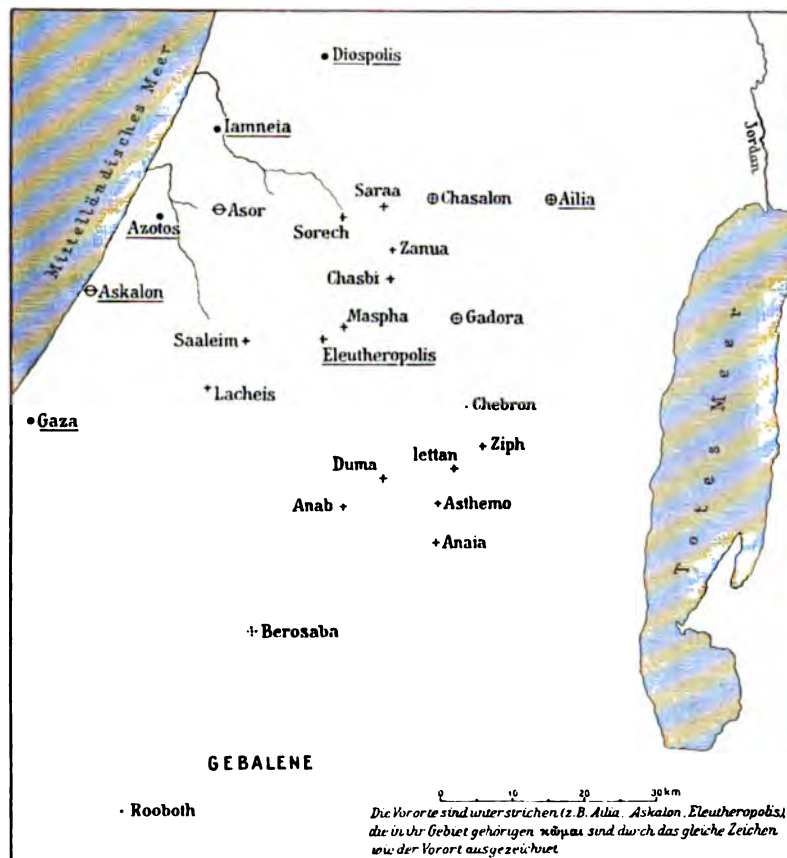 Diospolis
Mittelländisches Meer
Jordan
Iamneia
Saraa
Chasalon
Ailia
Asor
Azotos
Sorech
Zanua
Chasbi
Askalon
Maspha
Gadora
Saaleim
Eleutheropolis
Lacheis
Totes Meer
Chebron
Gaza
Ziph
Iettan
Duma
Anab
Asthemo
Anaia
Berosaba
GEBALENE
0 10 20 30 km
Rooboth
Die Vororte sind unterstrichen (z.B. Ailia, Askalon, Eleutheropolis),
die in ihr Gebiet gehörigen κῶμαι sind durch das gleiche Zeichen
wie der Vorort ausgezeichnet